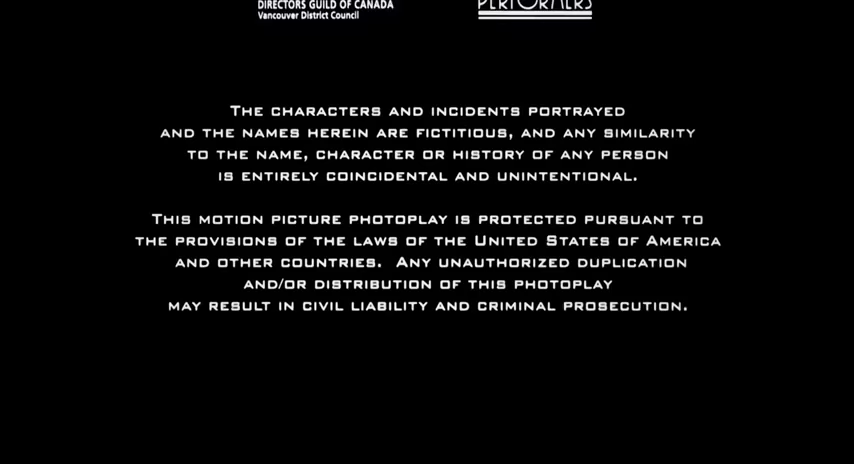 DIRECTORS GUILD OF CANADA
Vancouver District Council
PERFORMERS
The characters and incidents portrayed
and the names herein are fictitious, and any similarity
to the name, character or history of any person
is entirely coincidental and unintentional.
This motion picture photoplay is protected pursuant to
the provisions of the laws of the United States of America
and other countries. Any unauthorized duplication
and/or distribution of this photoplay
may result in civil liability and criminal prosecution.